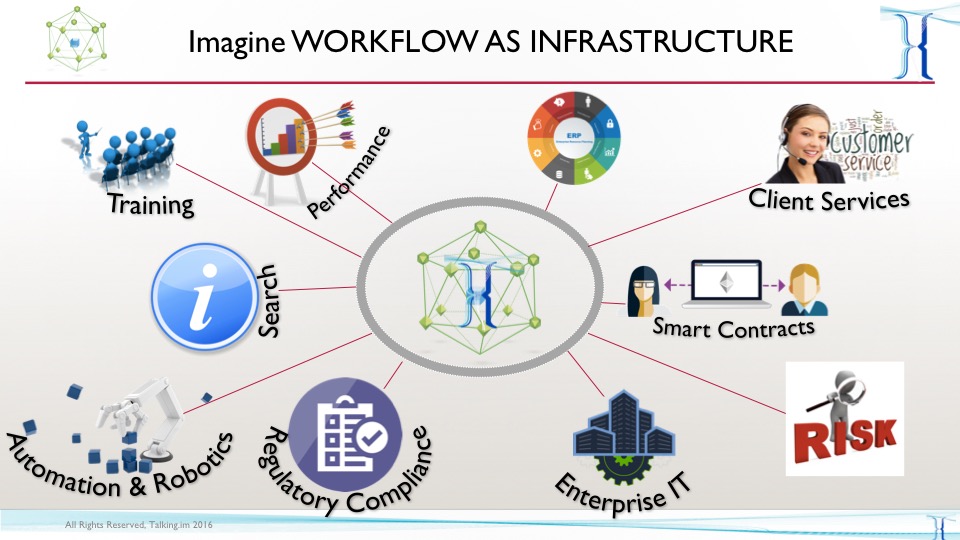 Imagine WORKFLOW AS INFRASTRUCTURE
Training
Performance
ERP
customer
service
Client Services
Search
Smart Contracts
Automation & Robotics
Regulatory Compliance
Enterprise IT
RISK
All Rights Reserved, Talking.im 2016